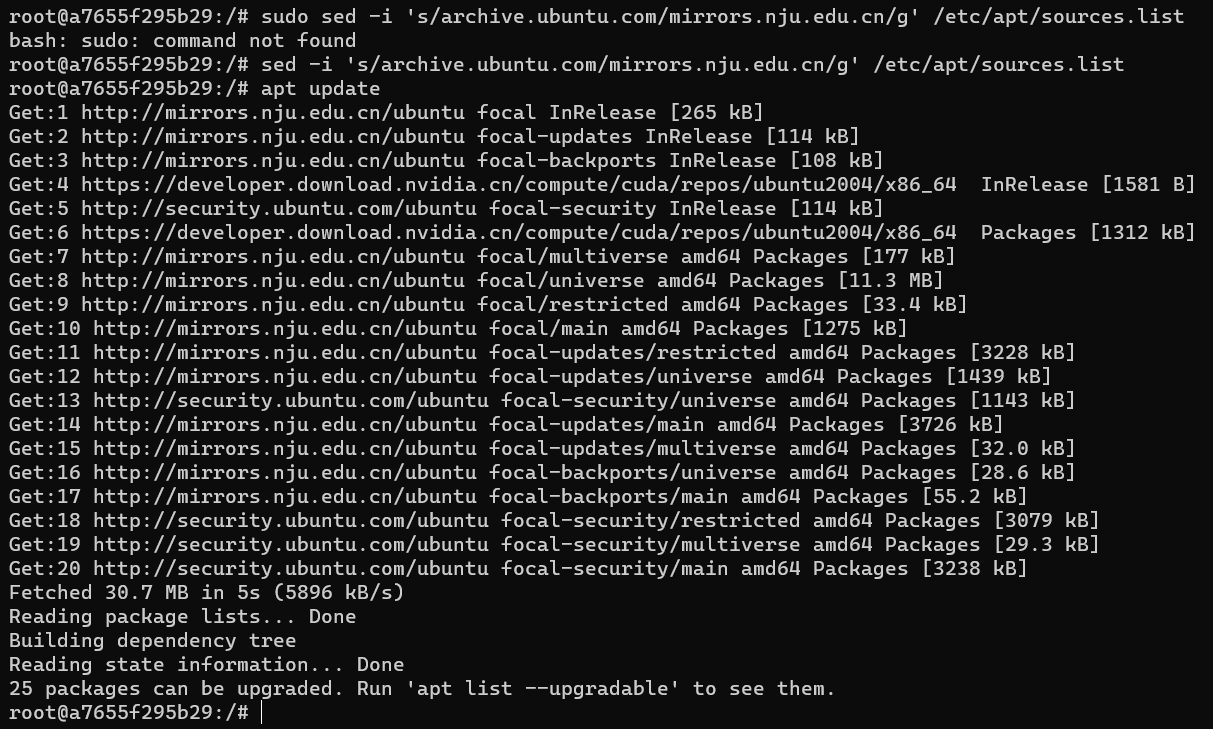 root@a7655f295b29:/# sudo sed -i 's/archive.ubuntu.com/mirrors.nju.edu.cn/g' /etc/apt/sources.list
bash: sudo: command not found
root@a7655f295b29:/# sed -i 's/archive.ubuntu.com/mirrors.nju.edu.cn/g' /etc/apt/sources.list
root@a7655f295b29:/# apt update
Get:1 http://mirrors.nju.edu.cn/ubuntu focal InRelease [265 kB]
Get:2 http://mirrors.nju.edu.cn/ubuntu focal-updates InRelease [114 kB]
Get:3 http://mirrors.nju.edu.cn/ubuntu focal-backports InRelease [108 kB]
Get:4 https://developer.download.nvidia.cn/compute/cuda/repos/ubuntu2004/x86_64  InRelease [1581 B]
Get:5 http://security.ubuntu.com/ubuntu focal-security InRelease [114 kB]
Get:6 https://developer.download.nvidia.cn/compute/cuda/repos/ubuntu2004/x86_64  Packages [1312 kB]
Get:7 http://mirrors.nju.edu.cn/ubuntu focal/multiverse amd64 Packages [177 kB]
Get:8 http://mirrors.nju.edu.cn/ubuntu focal/universe amd64 Packages [11.3 MB]
Get:9 http://mirrors.nju.edu.cn/ubuntu focal/restricted amd64 Packages [33.4 kB]
Get:10 http://mirrors.nju.edu.cn/ubuntu focal/main amd64 Packages [1275 kB]
Get:11 http://mirrors.nju.edu.cn/ubuntu focal-updates/restricted amd64 Packages [3228 kB]
Get:12 http://mirrors.nju.edu.cn/ubuntu focal-updates/universe amd64 Packages [1439 kB]
Get:13 http://security.ubuntu.com/ubuntu focal-security/universe amd64 Packages [1143 kB]
Get:14 http://mirrors.nju.edu.cn/ubuntu focal-updates/main amd64 Packages [3726 kB]
Get:15 http://mirrors.nju.edu.cn/ubuntu focal-updates/multiverse amd64 Packages [32.0 kB]
Get:16 http://mirrors.nju.edu.cn/ubuntu focal-backports/universe amd64 Packages [28.6 kB]
Get:17 http://mirrors.nju.edu.cn/ubuntu focal-backports/main amd64 Packages [55.2 kB]
Get:18 http://security.ubuntu.com/ubuntu focal-security/restricted amd64 Packages [3079 kB]
Get:19 http://security.ubuntu.com/ubuntu focal-security/multiverse amd64 Packages [29.3 kB]
Get:20 http://security.ubuntu.com/ubuntu focal-security/main amd64 Packages [3238 kB]
Fetched 30.7 MB in 5s (5896 kB/s)
Reading package lists... Done
Building dependency tree
Reading state information... Done
25 packages can be upgraded. Run 'apt list --upgradable' to see them.
root@a7655f295b29:/#